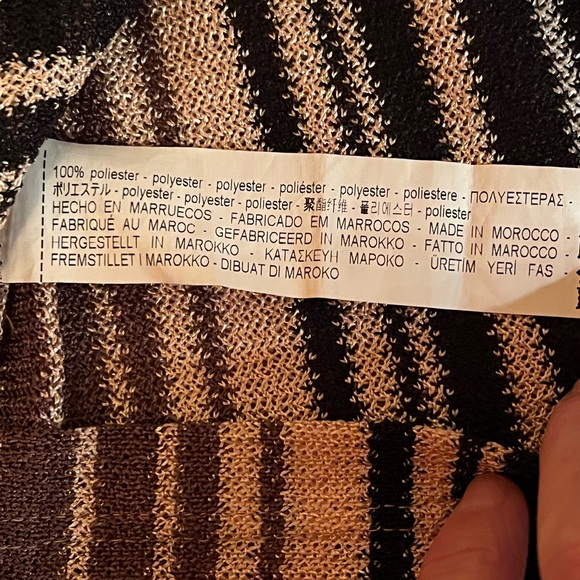 100% poliester - polyester - polyester - poliéster - polyester - poliestere - ΠΟΛΥΕΣΤΕΡΑΣ -
ポリエステル - polyester - polyester - poliester - 聚酯纤维 - 폴리에스터 - poliester
HECHO EN MARRUECOS - FABRICADO EM MARROCOS - MADE IN MOROCCO -
FABRIQUÉ AU MAROC - GEFABRICEERD IN MAROKKO - FATTO IN MAROCCO -
HERGESTELLT IN MAROKKO - ΚΑΤΑΣΚΕΥΗ ΜΑΡΟΚΟ - ÜRETİM YERİ FAS -
FREMSTILLET I MAROKKO - DIBUAT DI MAROKO